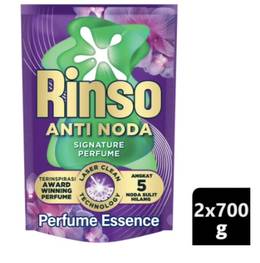 Rinso
ANTI NODA
SIGNATURE
PERFUME
TERINSPIRASI
AWARD
WINNING
PERFUME
LASER CLEAN
TECHNOLOGY
ANGKAT
5
NODA SULIT
HILANG
Perfume Essence
2x700
g